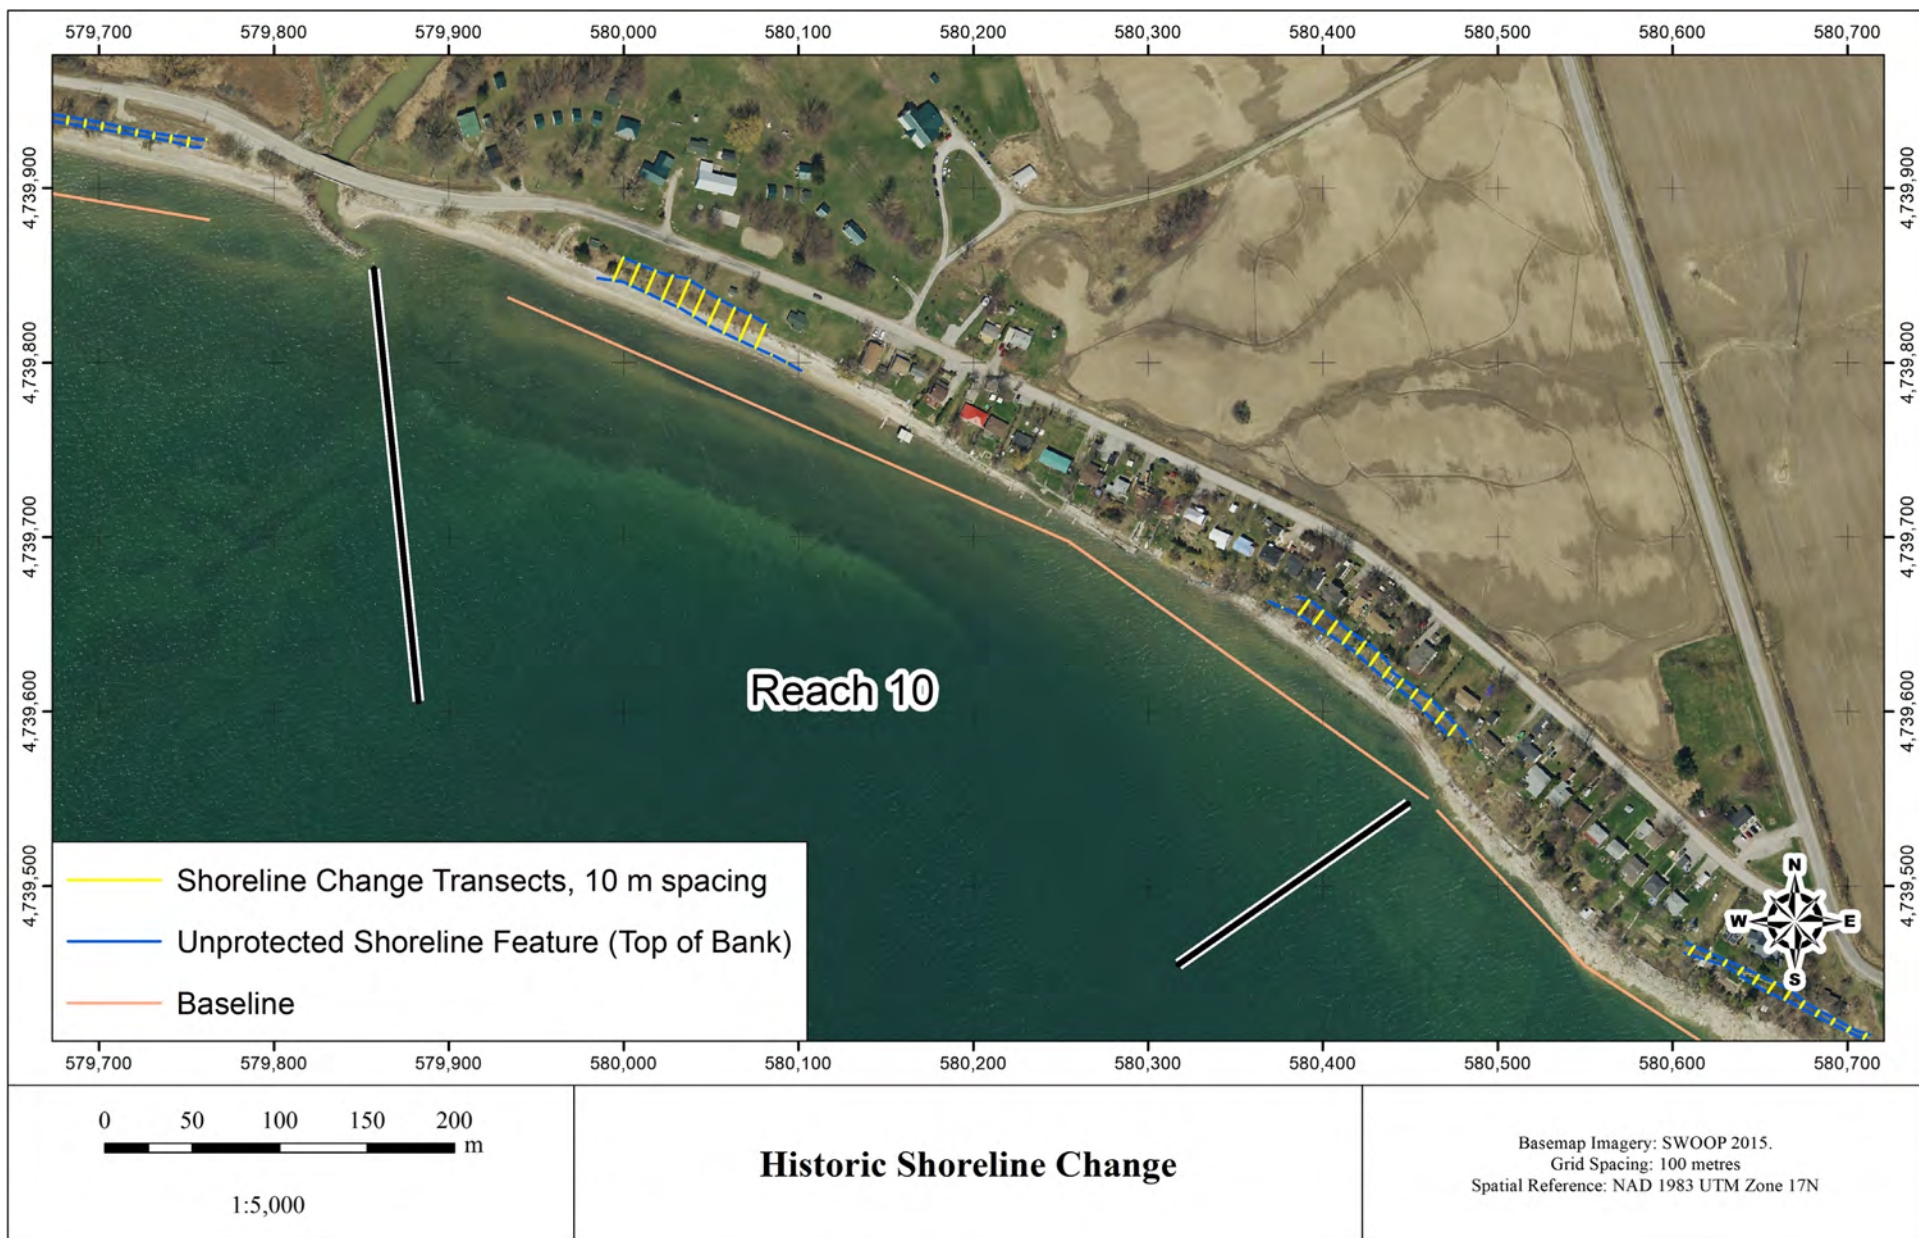 579,700 579,800 579,900 580,000 580,100 580,200 580,300 580,400 580,500 580,600 580,700
4,739,900 4,739,900
4,739,800 4,739,800
4,739,700 4,739,700
4,739,600 4,739,600
4,739,500 4,739,500
Reach 10
Shoreline Change Transects, 10 m spacing
Unprotected Shoreline Feature (Top of Bank)
Baseline
N
W E
S
579,700 579,800 579,900 580,000 580,100 580,200 580,300 580,400 580,500 580,600 580,700
0 50 100 150 200
m
1:5,000
Historic Shoreline Change
Basemap Imagery: SWOOP 2015.
Grid Spacing: 100 metres
Spatial Reference: NAD 1983 UTM Zone 17N